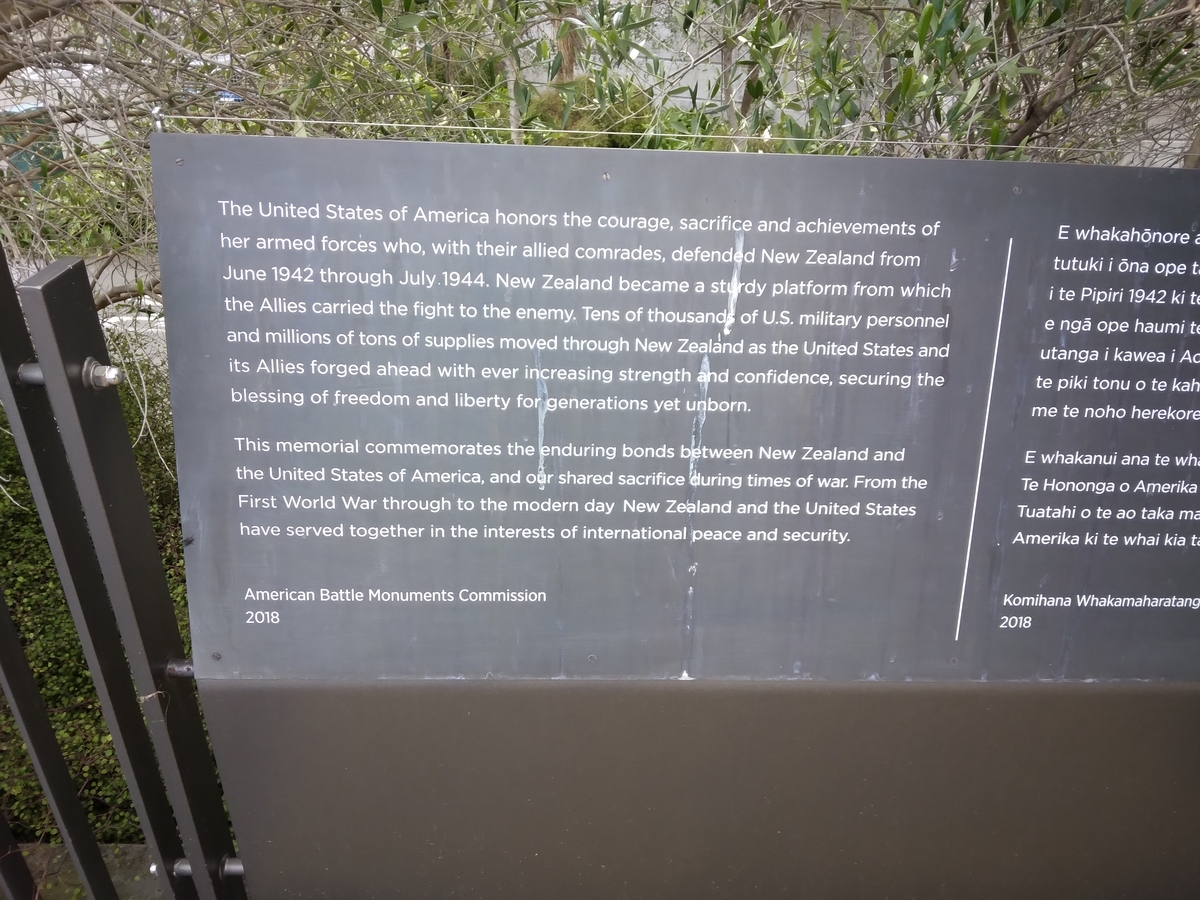 The United States of America honors the courage, sacrifice and achievements of
her armed forces who, with their allied comrades, defended New Zealand from
June 1942 through July 1944. New Zealand became a sturdy platform from which
the Allies carried the fight to the enemy. Tens of thousands of U.S. military personnel
and millions of tons of supplies moved through New Zealand as the United States and
its Allies forged ahead with ever increasing strength and confidence, securing the
blessing of freedom and liberty for generations yet unborn.
This memorial commemorates the enduring bonds between New Zealand and
the United States of America, and our shared sacrifice during times of war. From the
First World War through to the modern day New Zealand and the United States
have served together in the interests of international peace and security.
American Battle Monuments Commission
2018
E whakahōnore
tutuki i ōna ope
i te Pipiri 1942 ki
e ngā ope haumi
utanga i kawea i
te piki tonu o te
me te noho herekore
E whakanui ana te
Te Hononga o Amerika
Tuatahi o te ao taka
Amerika ki te whai kia
Komihana
2018